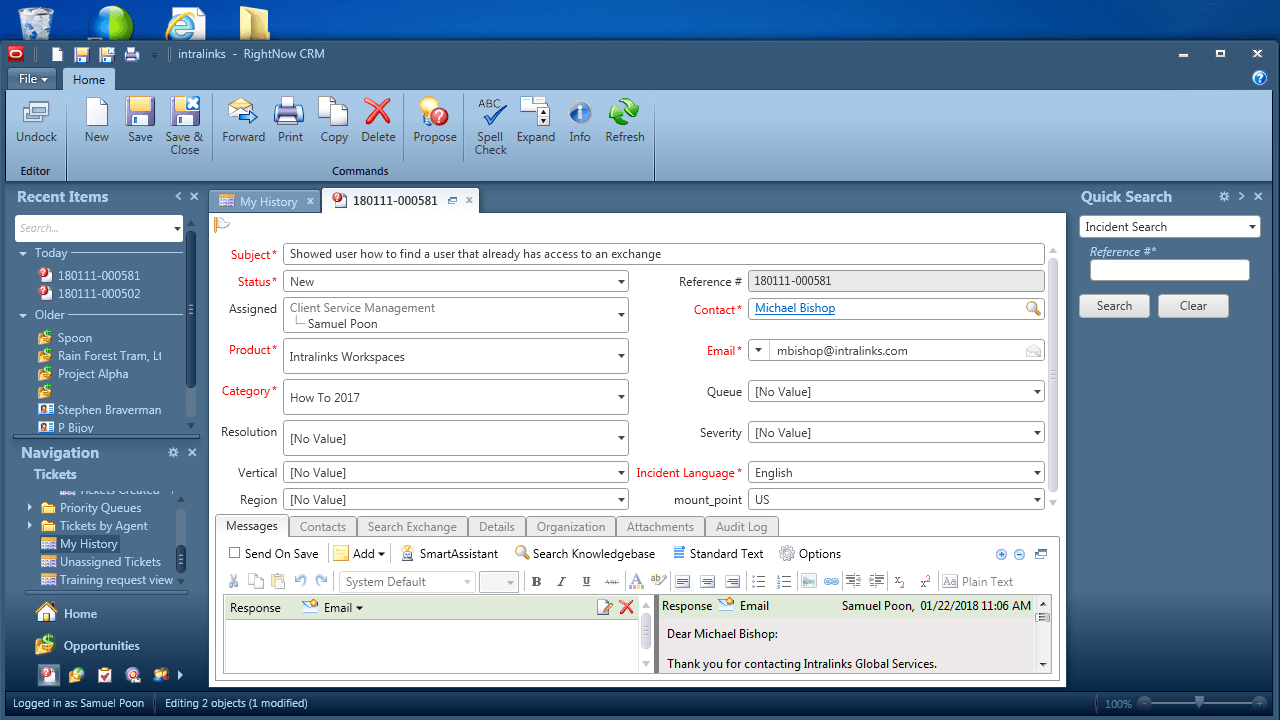 intralinks - RightNow CRM
File
Home
Undock
New
Save
Save & Close
Forward
Print
Copy
Delete
Propose
ABC
Spell Check
Expand
Info
Refresh
Editor
Commands
Recent Items
Search...
Today
180111-000581
180111-000502
Older
Spoon
Rain Forest Tram, Lt
Project Alpha
Stephen Braverman
P Bijoy
Navigation
Tickets
Tickets Created
Priority Queues
Tickets by Agent
My History
Unassigned Tickets
Training request view
Home
Opportunities
My History
180111-000581
Subject* Showed user how to find a user that already has access to an exchange
Status* New
Reference # 180111-000581
Assigned Client Service Management
Samuel Poon
Contact* Michael Bishop
Product* Intralinks Workspaces
Email* mbishop@intralinks.com
Category* How To 2017
Queue [No Value]
Resolution [No Value]
Severity [No Value]
Vertical [No Value]
Incident Language* English
Region [No Value]
mount_point US
Messages Contacts Search Exchange Details Organization Attachments Audit Log
Send On Save Add SmartAssistant Search Knowledgebase Standard Text Options
System Default B I U ABC A Plain Text
Response Email
Response Email Samuel Poon, 01/22/2018 11:06 AM
Dear Michael Bishop:
Thank you for contacting Intralinks Global Services.
Quick Search
Incident Search
Reference #*
Search Clear
Logged in as: Samuel Poon Editing 2 objects (1 modified) 100%